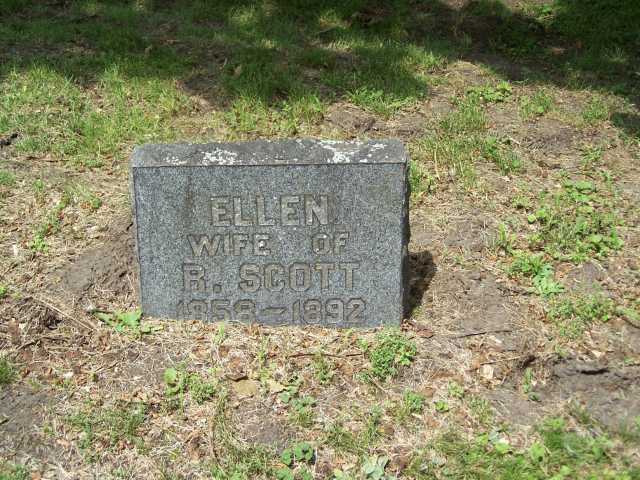 ELLEN
WIFE OF
R. SCOTT
1858-1892